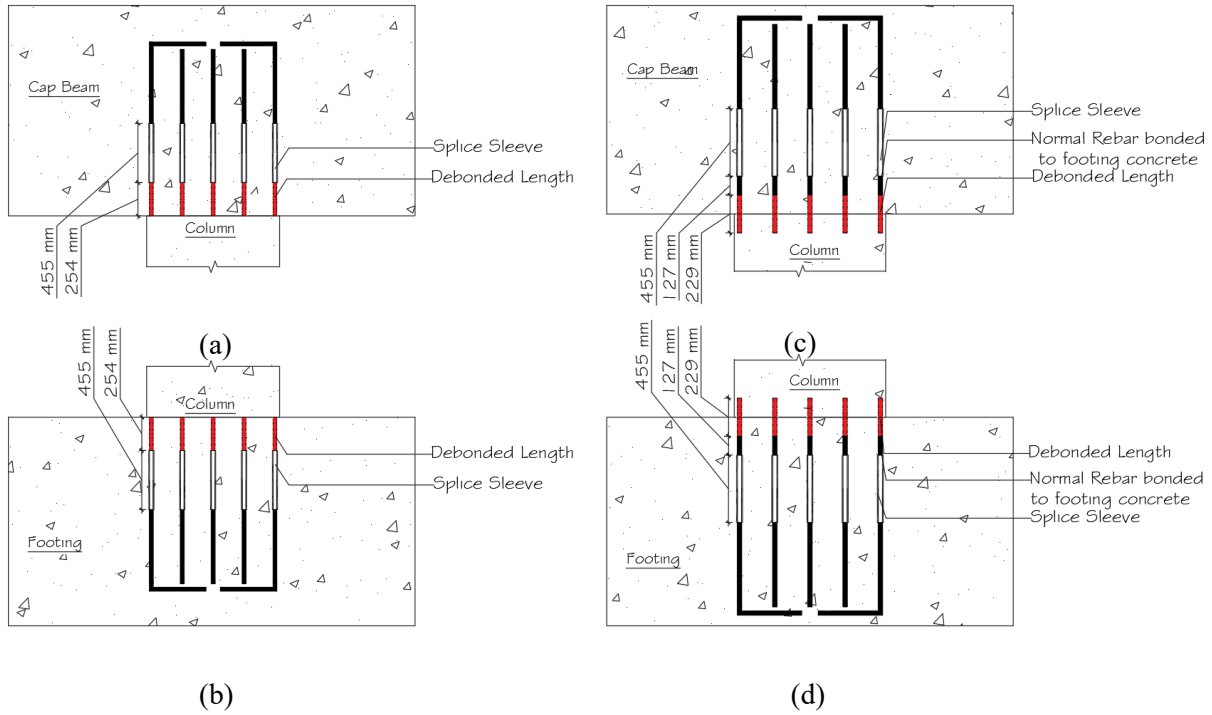 Cap Beam
Splice Sleeve
Debonded Length
Column
455 mm
254 mm
(a)
Cap Beam
Splice Sleeve
Normal Rebar bonded
to footing concrete
Debonded Length
Column
455 mm
127 mm
229 mm
(c)
455 mm
254 mm
Column
Debonded Length
Splice Sleeve
Footing
(b)
455 mm
127 mm
229 mm
Column
Debonded Length
Normal Rebar bonded
to footing concrete
Splice Sleeve
Footing
(d)